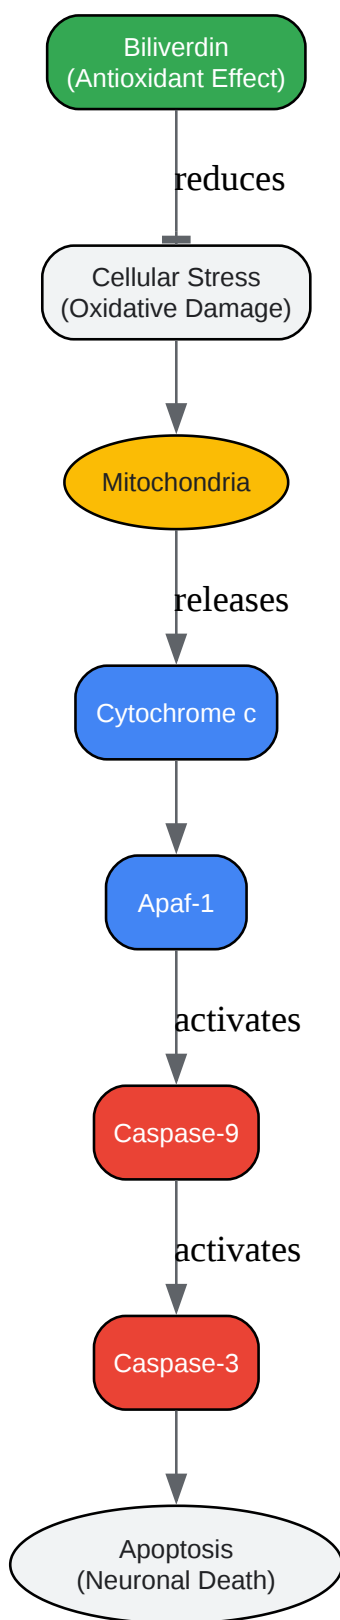 Biliverdin
(Antioxidant Effect)
reduces
Cellular Stress
(Oxidative Damage)
Mitochondria
releases
Cytochrome c
Apaf-1
activates
Caspase-9
activates
Caspase-3
Apoptosis
(Neuronal Death)